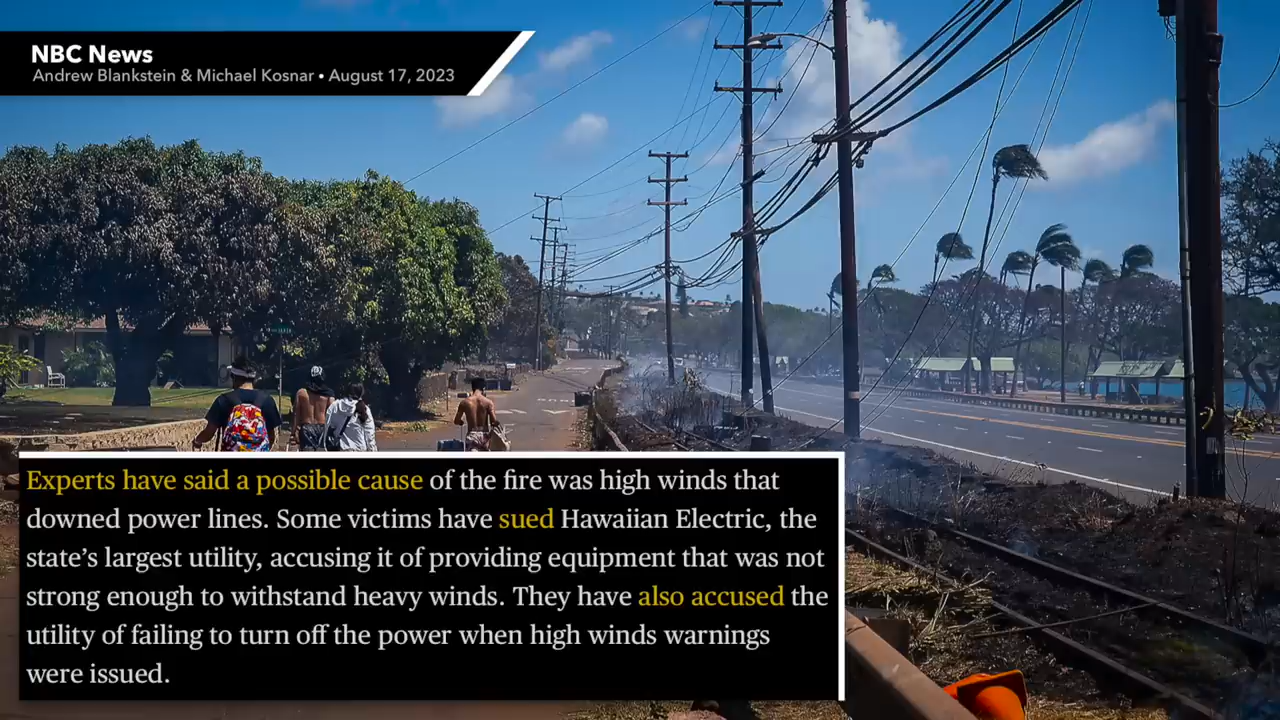 NBC News
Andrew Blankstein & Michael Kosnar • August 17, 2023
Experts have said a possible cause of the fire was high winds that
downed power lines. Some victims have sued Hawaiian Electric, the
state’s largest utility, accusing it of providing equipment that was not
strong enough to withstand heavy winds. They have also accused the
utility of failing to turn off the power when high winds warnings
were issued.